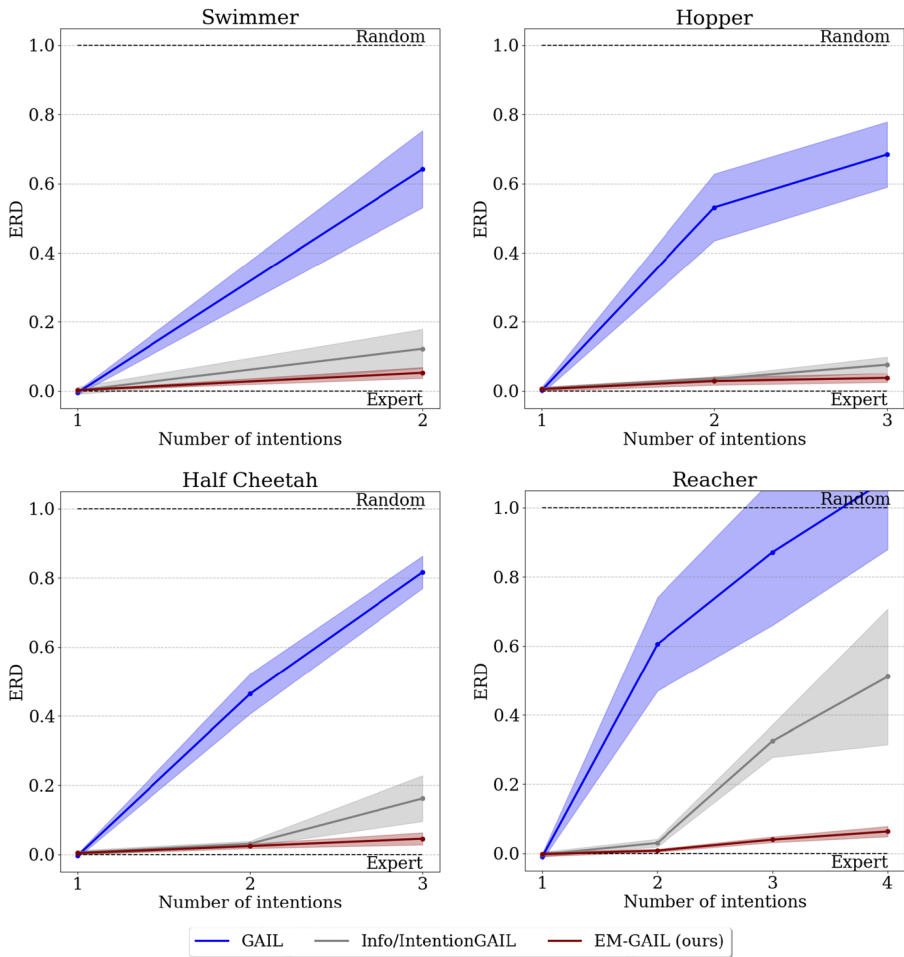 Swimmer
Random
1.0
0.8
0.6
0.4
0.2
0.0
ERD
Expert
1
2
Number of intentions
Hopper
Random
1.0
0.8
0.6
0.4
0.2
0.0
ERD
Expert
1
2
3
Number of intentions
Half Cheetah
Random
1.0
0.8
0.6
0.4
0.2
0.0
ERD
Expert
1
2
3
Number of intentions
Reacher
Random
1.0
0.8
0.6
0.4
0.2
0.0
ERD
Expert
1
2
3
4
Number of intentions
GAIL
Info/IntentionGAIL
EM-GAIL (ours)